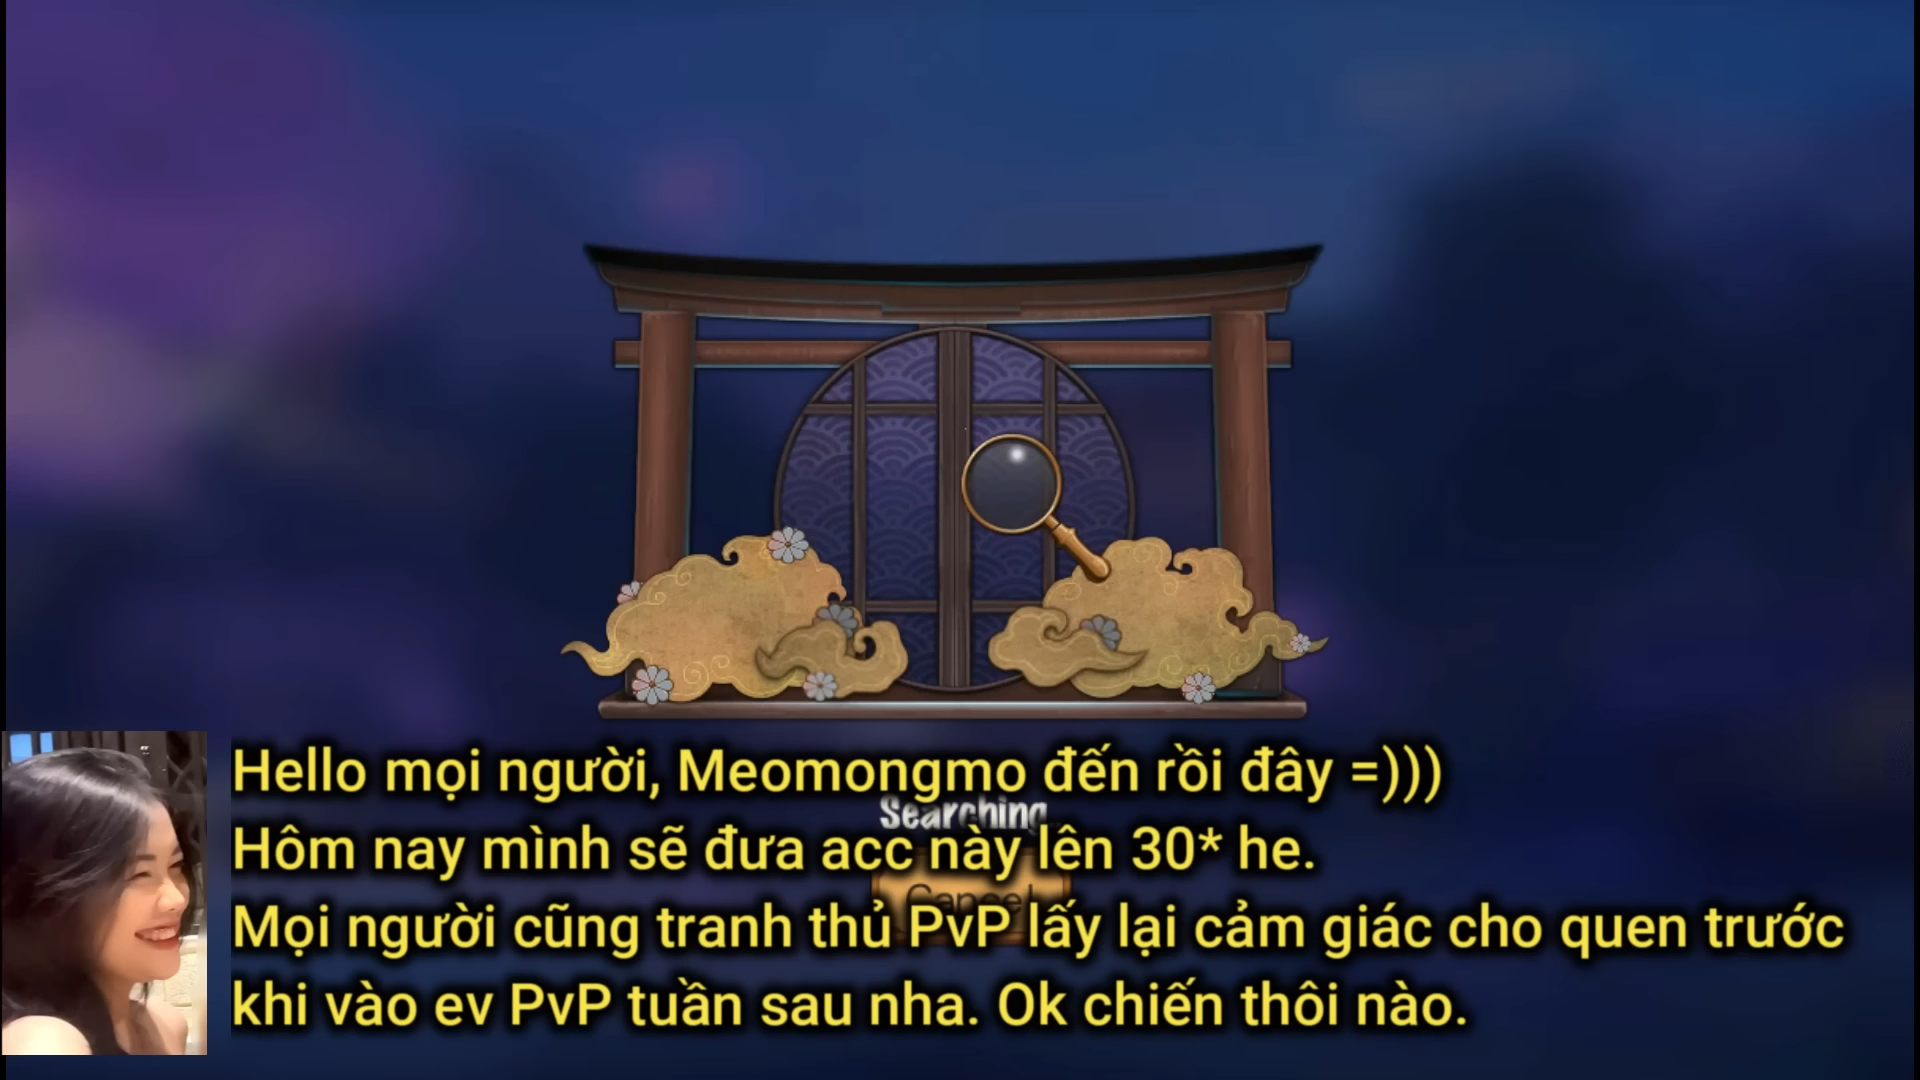 Hello mọi người, Meomongmo đến rồi đây =)))
Searching
Hôm nay mình sẽ đưa acc này lên 30* he.
Cancel
Mọi người cũng tranh thủ PvP lấy lại cảm giác cho quen trước
khi vào ev PvP tuần sau nha. Ok chiến thôi nào.